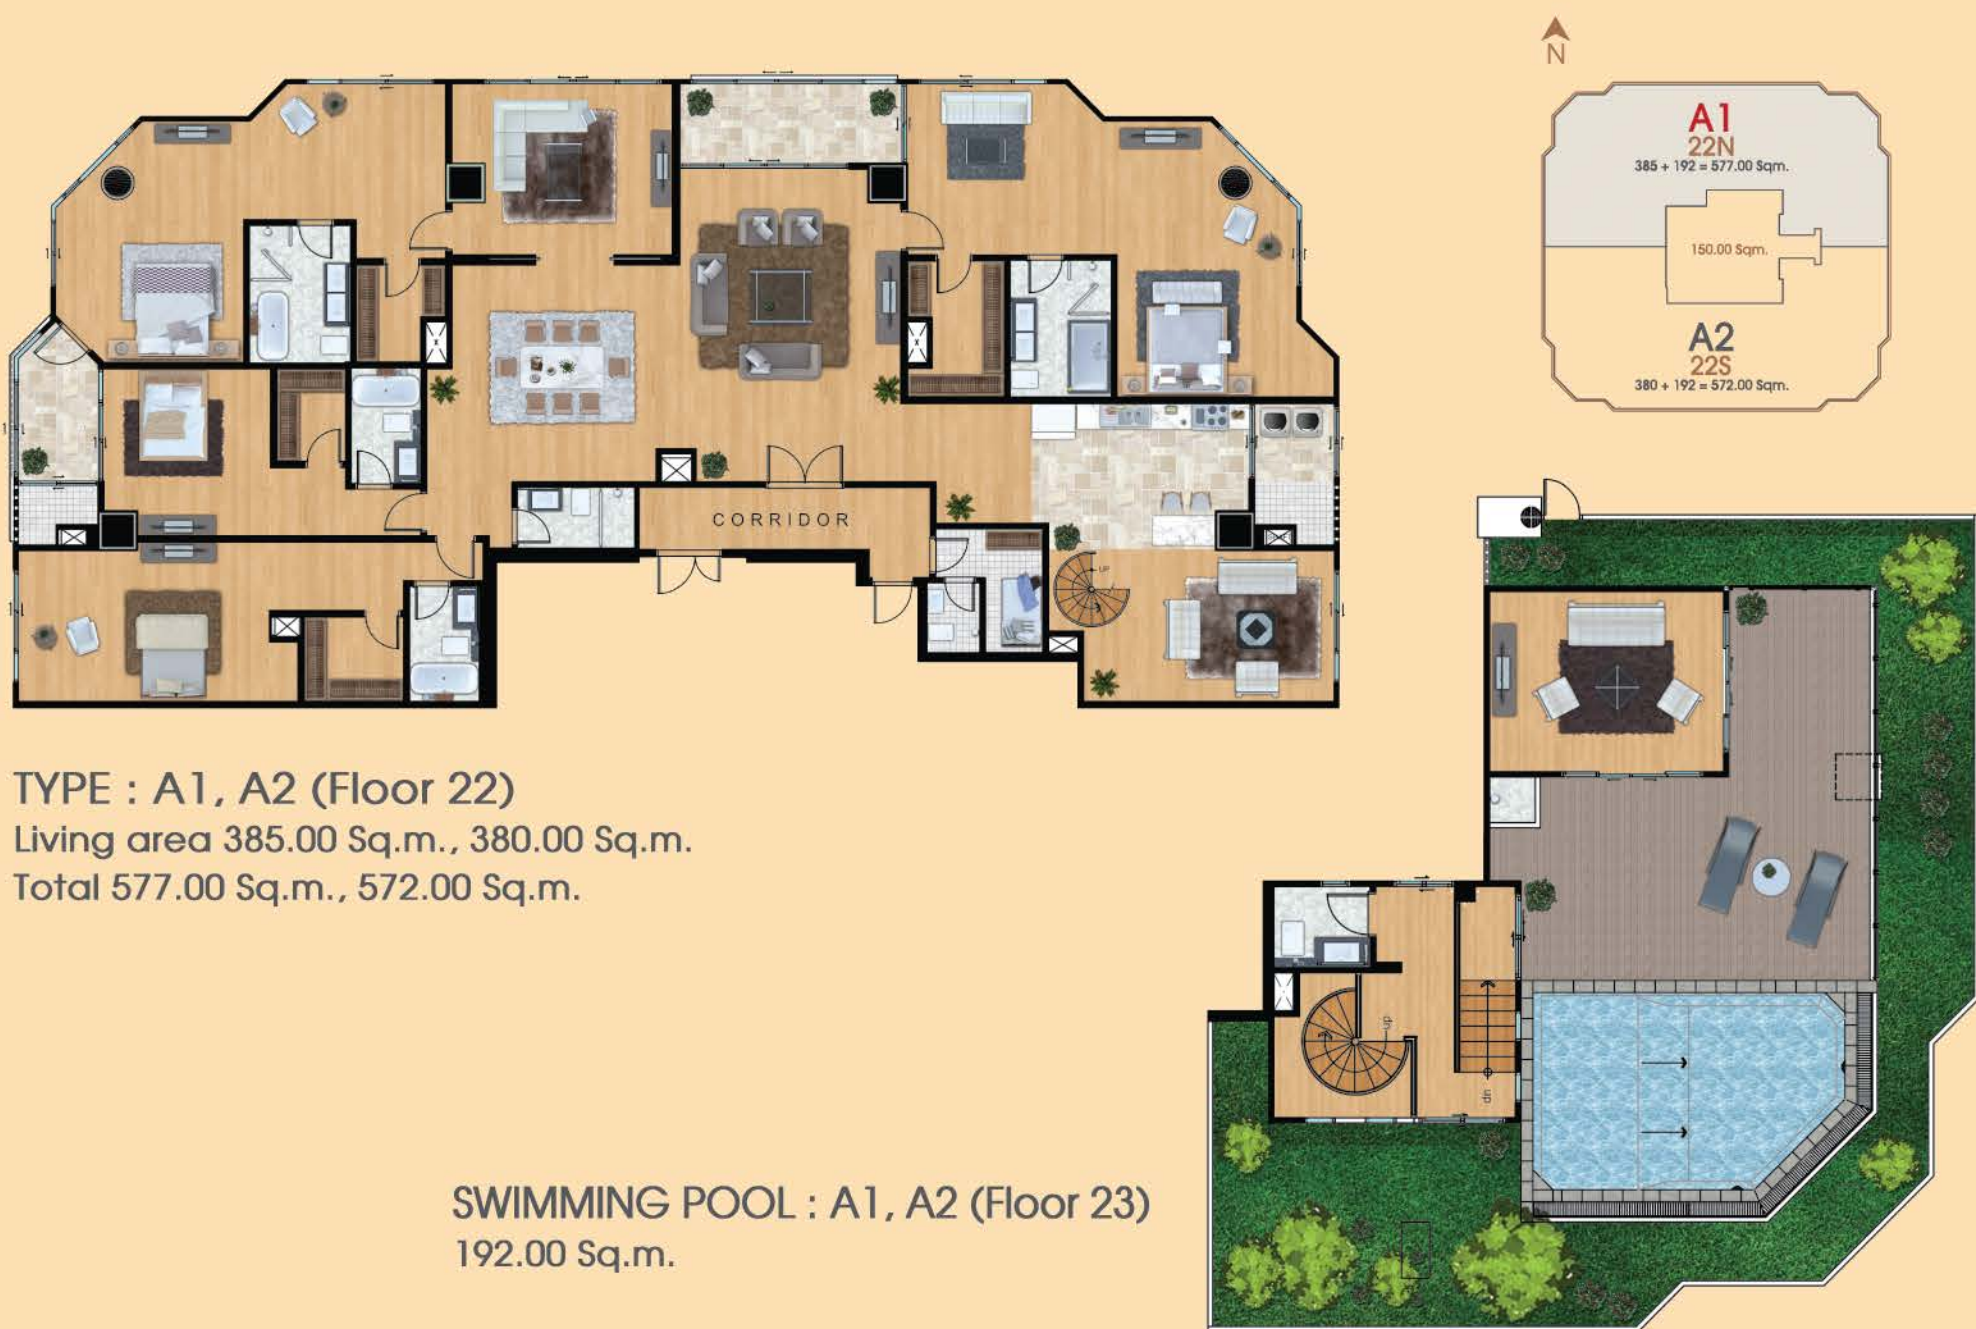 N
A1
22N
385 + 192 = 577.00 Sqm.
150.00 Sqm.
A2
22S
380 + 192 = 572.00 Sqm.
CORRIDOR
UP
TYPE : A1, A2 (Floor 22)
Living area 385.00 Sq.m., 380.00 Sq.m.
Total 577.00 Sq.m., 572.00 Sq.m.
up
dn
SWIMMING POOL : A1, A2 (Floor 23)
192.00 Sq.m.